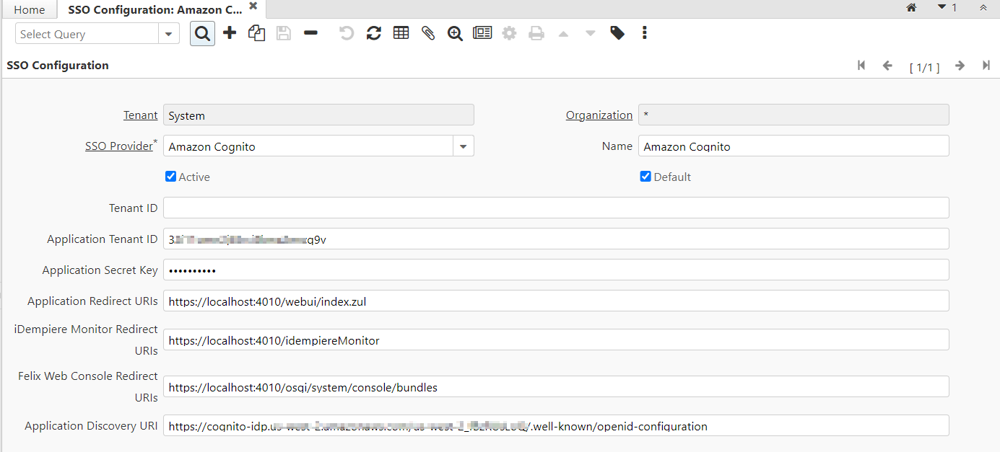 Home
SSO Configuration: Amazon C...
1
Select Query
SSO Configuration
[ 1/1 ]
Tenant System
Organization *
SSO Provider* Amazon Cognito
Name Amazon Cognito
Active
Default
Tenant ID
Application Tenant ID q9v
Application Secret Key ••••••••••
Application Redirect URIs https://localhost:4010/webui/index.zul
iDempiere Monitor Redirect
URIs
https://localhost:4010/idempiereMonitor
Felix Web Console Redirect
URIs
https://localhost:4010/osgi/system/console/bundles
Application Discovery URI https://cognito-idp. /.well-known/openid-configuration